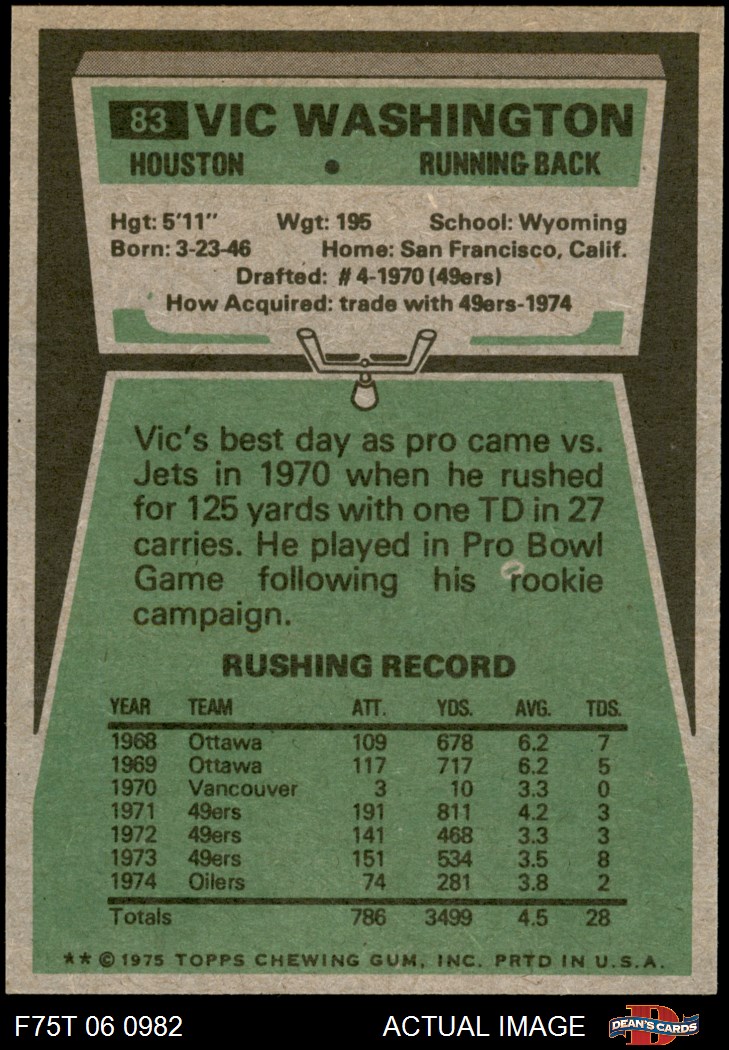 83 VIC WASHINGTON
HOUSTON • RUNNING BACK
Hgt: 5'11" Wgt: 195 School: Wyoming
Born: 3-23-46 Home: San Francisco, Calif.
Drafted: #4-1970 (49ers)
How Acquired: trade with 49ers-1974
Vic's best day as pro came vs.
Jets in 1970 when he rushed
for 125 yards with one TD in 27
carries. He played in Pro Bowl
Game following his rookie
campaign.
RUSHING RECORD
YEAR TEAM ATT. YDS. AVG. TDS.
1968 Ottawa 109 678 6.2 7
1969 Ottawa 117 717 6.2 5
1970 Vancouver 3 10 3.3 0
1971 49ers 191 811 4.2 3
1972 49ers 141 468 3.3 3
1973 49ers 151 534 3.5 8
1974 Oilers 74 281 3.8 2
Totals 786 3499 4.5 28
**©1975 TOPPS CHEWING GUM, INC. PRTD IN U.S.A.
F75T 06 0982 ACTUAL IMAGE D DEAN'S CARDS